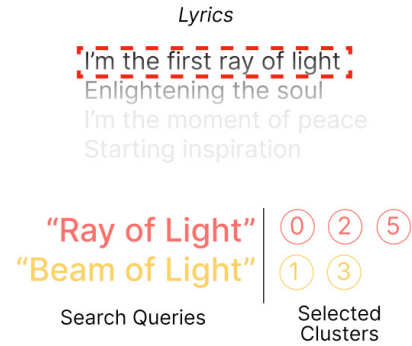 Lyrics
I'm the first ray of light
Enlightening the soul
I'm the moment of peace
Starting inspiration
“Ray of Light” 0 2 5
“Beam of Light” 1 3
Search Queries
Selected
Clusters